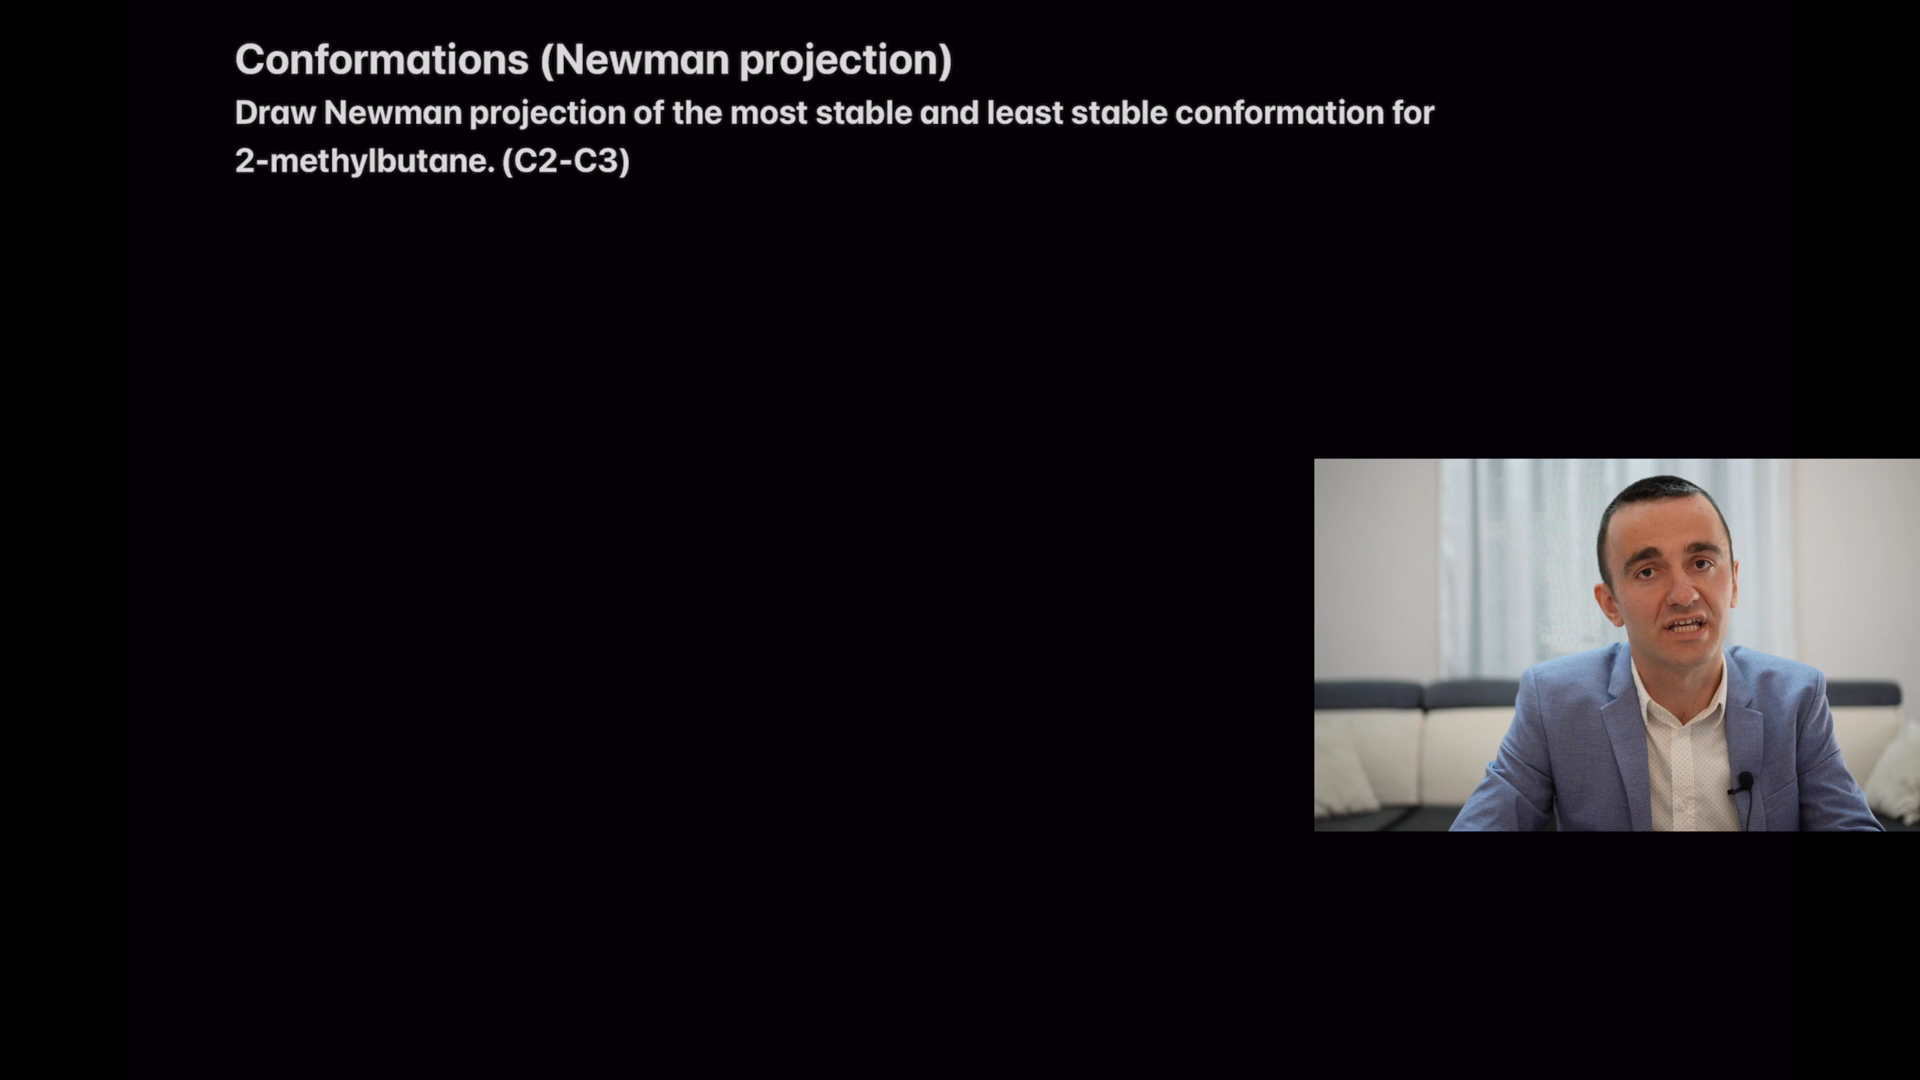 Conformations (Newman projection)
Draw Newman projection of the most stable and least stable conformation for
2-methylbutane. (C2-C3)